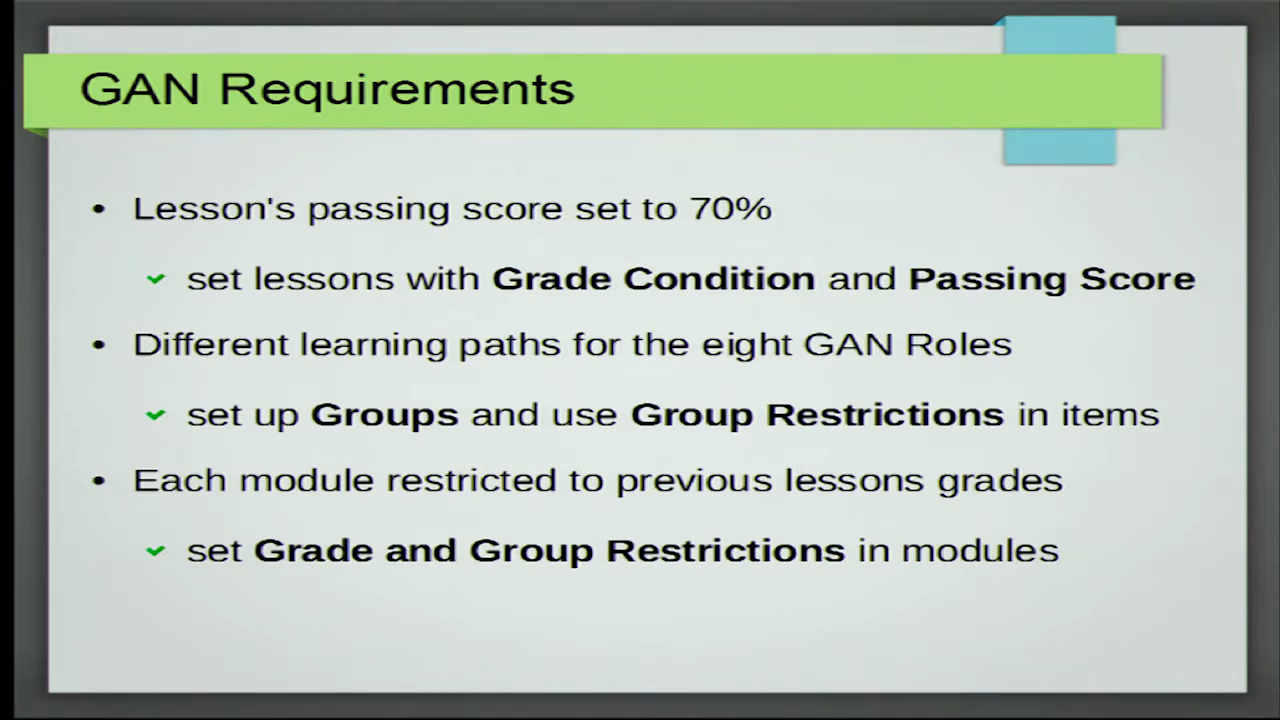 GAN Requirements
• Lesson's passing score set to 70%
✓ set lessons with Grade Condition and Passing Score
• Different learning paths for the eight GAN Roles
✓ set up Groups and use Group Restrictions in items
• Each module restricted to previous lessons grades
✓ set Grade and Group Restrictions in modules